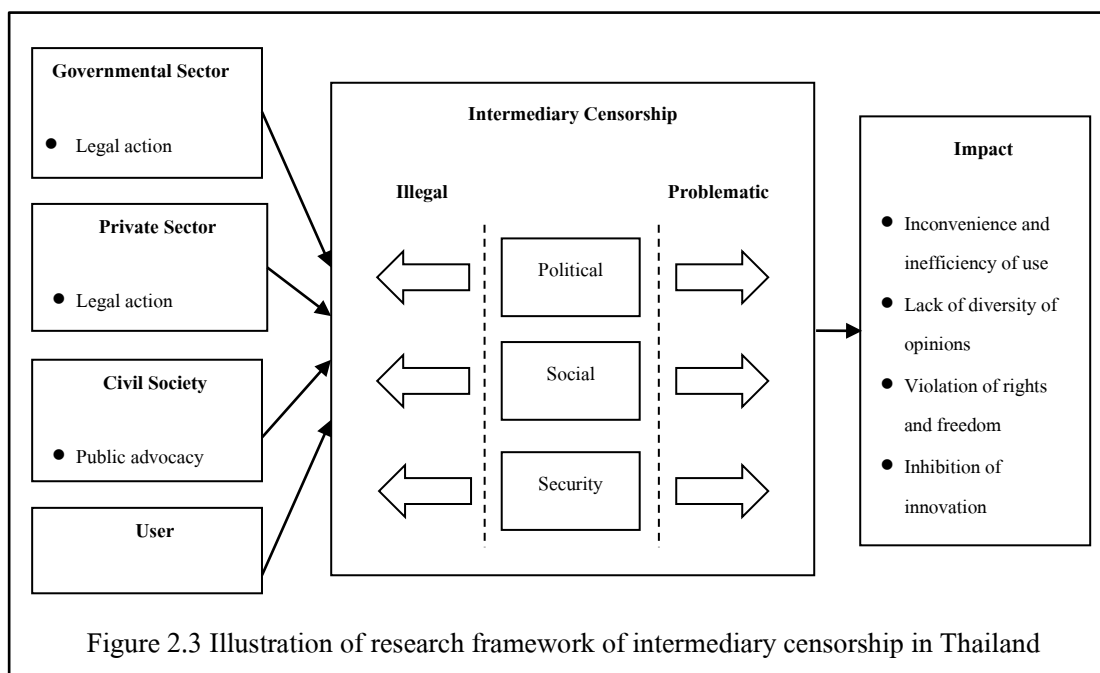 Governmental Sector
● Legal action
Private Sector
● Legal action
Civil Society
● Public advocacy
User
Intermediary Censorship
Illegal
Problematic
Political
Social
Security
Impact
● Inconvenience and
inefficiency of use
● Lack of diversity of
opinions
● Violation of rights
and freedom
● Inhibition of
innovation
Figure 2.3 Illustration of research framework of intermediary censorship in Thailand